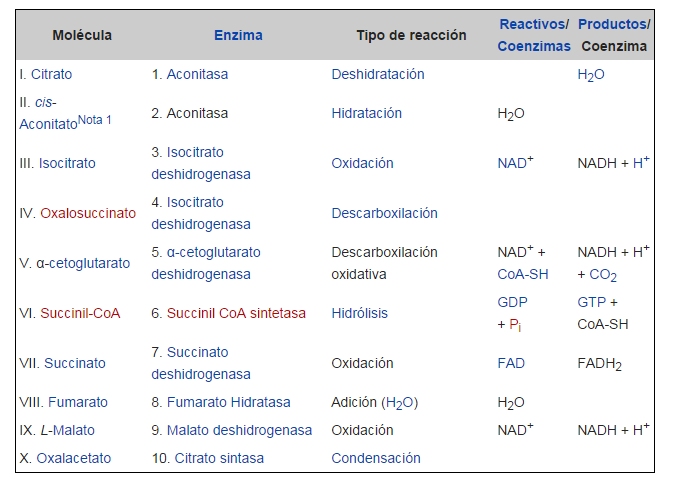 Molécula Enzima Tipo de reacción Reactivos/ Coenzimas Productos/ Coenzima
I. Citrato 1. Aconitasa Deshidratación H2O
II. cis-Aconitato Nota 1 2. Aconitasa Hidratación H2O
III. Isocitrato 3. Isocitrato deshidrogenasa Oxidación NAD+ NADH + H+
IV. Oxalosuccinato 4. Isocitrato deshidrogenasa Descarboxilación
V. α-cetoglutarato 5. α-cetoglutarato deshidrogenasa Descarboxilación oxidativa NAD+ + CoA-SH NADH + H+ + CO2
VI. Succinil-CoA 6. Succinil CoA sintetasa Hidrólisis GDP + Pi GTP + CoA-SH
VII. Succinato 7. Succinato deshidrogenasa Oxidación FAD FADH2
VIII. Fumarato 8. Fumarato Hidratasa Adición (H2O) H2O
IX. L-Malato 9. Malato deshidrogenasa Oxidación NAD+ NADH + H+
X. Oxalacetato 10. Citrato sintasa Condensación